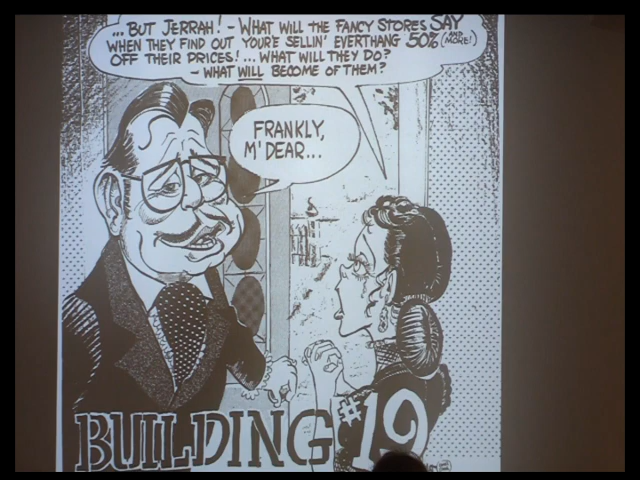 ...BUT JERRAH! - WHAT WILL THE FANCY STORES SAY
WHEN THEY FIND OUT YOU'RE SELLIN' EVERTHANG 50% (AND MORE!)
OFF THEIR PRICES!... WHAT WILL THEY DO?
- WHAT WILL BECOME OF THEM?
FRANKLY,
M'DEAR...
BUILDING #19